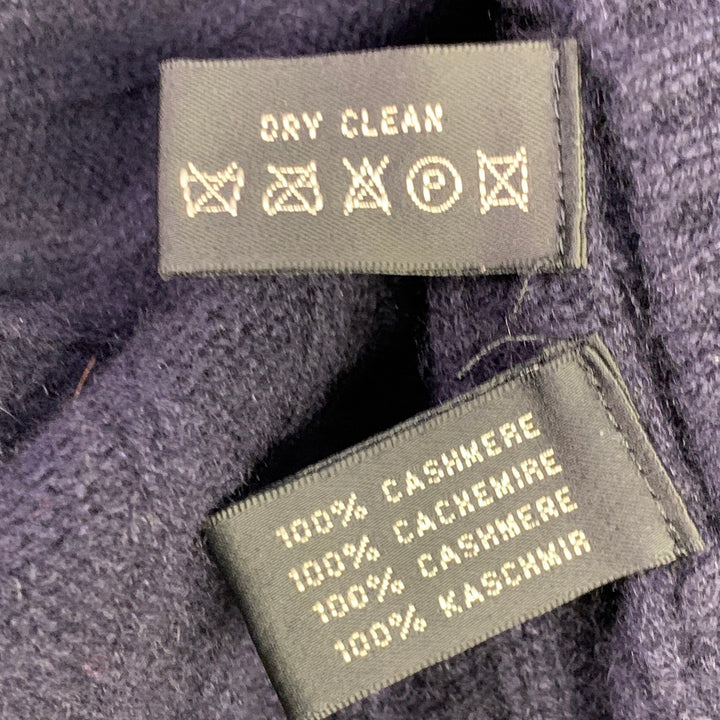 DRY CLEAN
P
100% CASHMERE
100% CACHEMIRE
100% CASHMERE
100% KASCHMIR